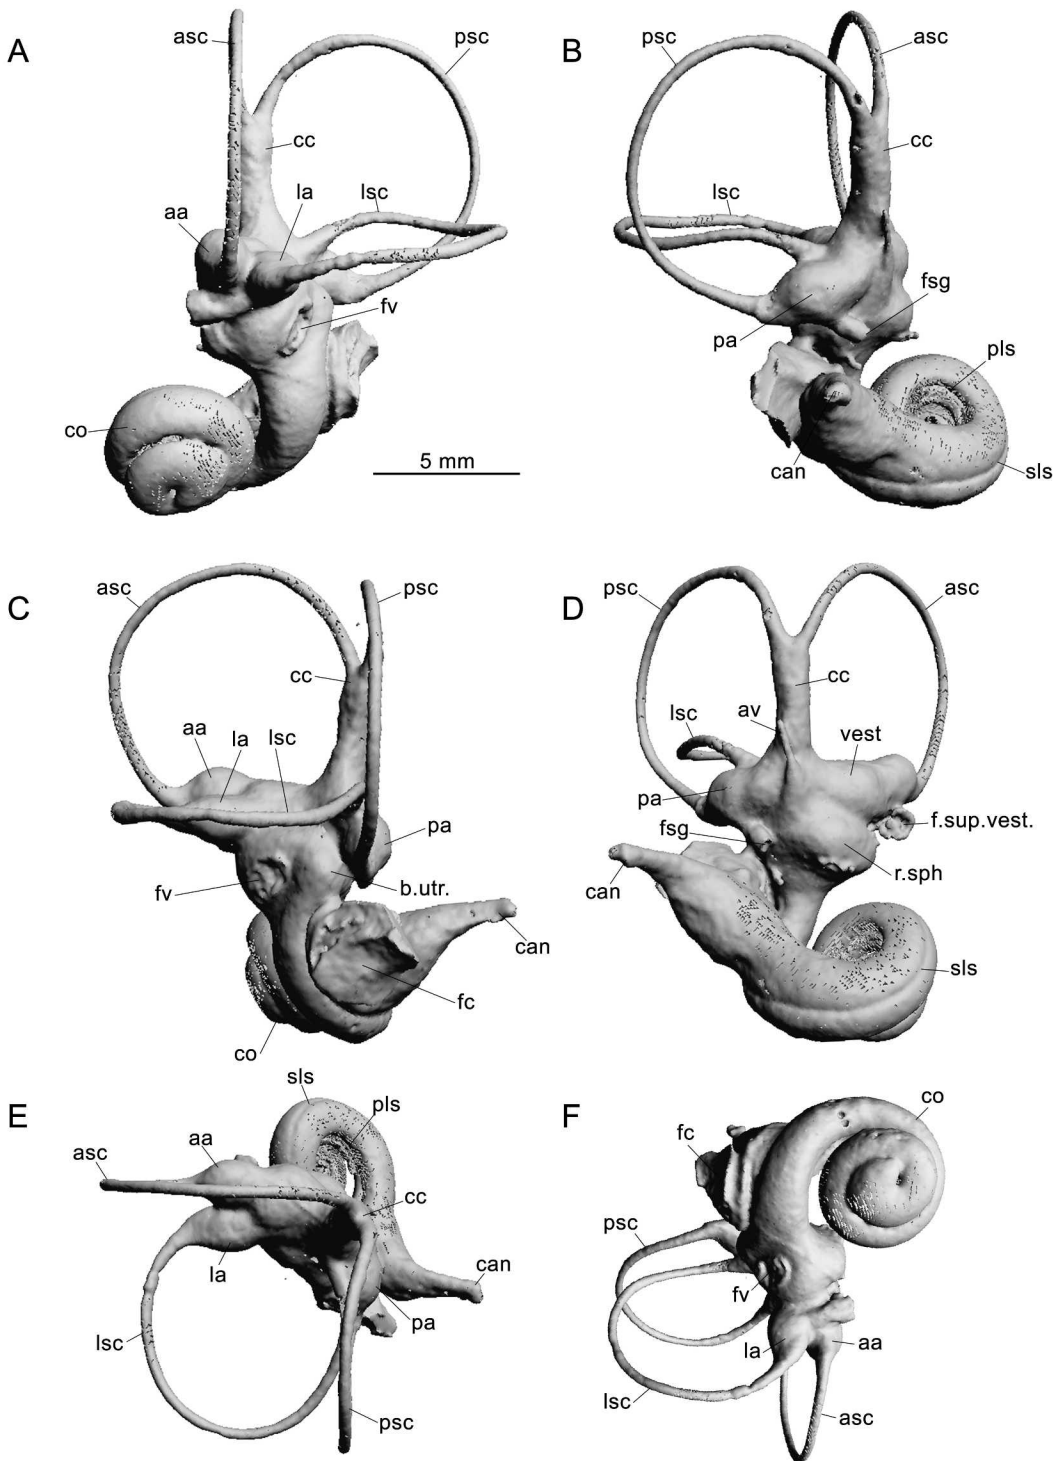 A
asc
psc
cc
la
lsc
aa
fv
co
5 mm
B
psc
asc
cc
lsc
fsg
pa
pls
can
sls
C
asc
psc
cc
aa
la
lsc
pa
fv
b.utr.
can
fc
co
D
psc
asc
cc
av
lsc
vest
pa
f.sup.vest.
fsg
r.sph
can
sls
E
sls
pls
aa
asc
cc
la
can
pa
lsc
psc
F
co
fc
psc
fv
la
aa
lsc
asc